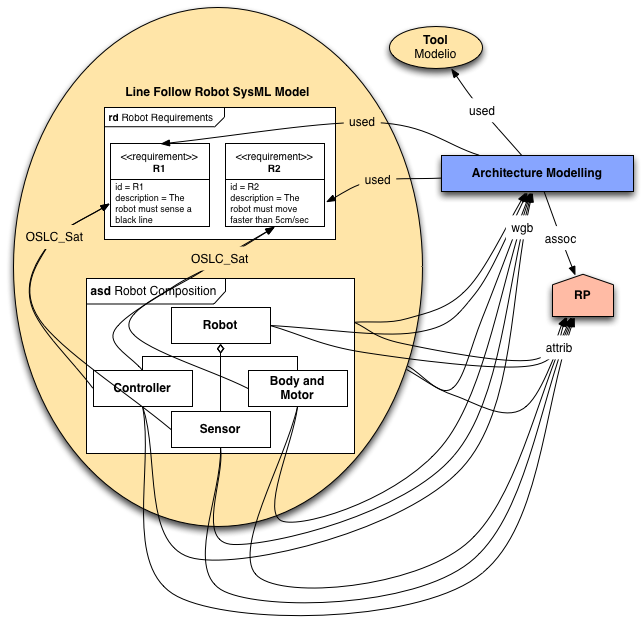 Tool
Modelio
Line Follow Robot SysML Model
rd Robot Requirements
used
used
<<requirement>>
R1
id = R1
description = The
robot must sense a
black line
<<requirement>>
R2
id = R2
description = The
robot must move
faster than 5cm/sec
used
Architecture Modelling
OSLC_Sat
OSLC_Sat
wgb
assoc
asd Robot Composition
RP
Robot
attrib
Controller
Body and
Motor
Sensor